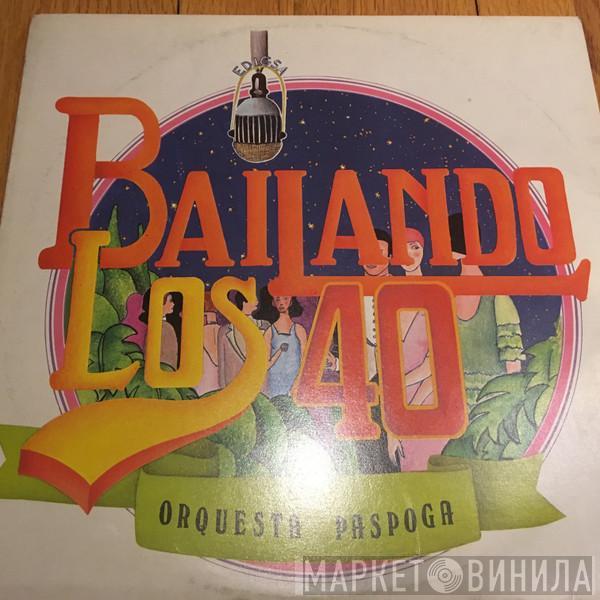 EDIGSA
BAILANDO
LOS 40
ORQUESTA PASPOGA
МАРКЕТ ВИНИЛА